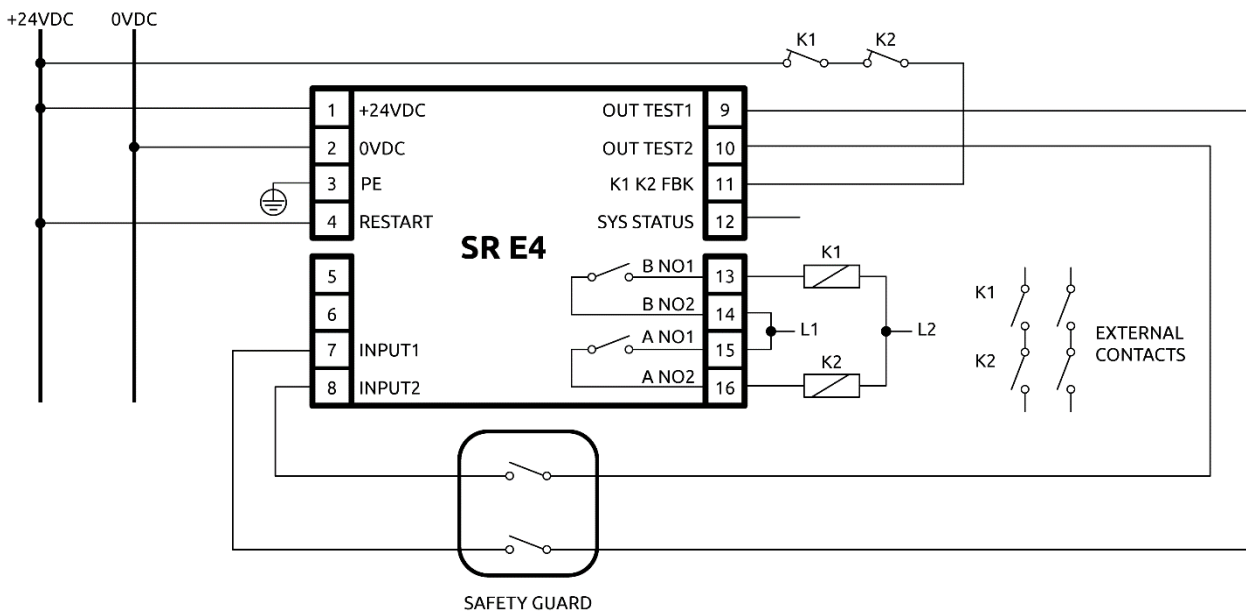 +24VDC 0VDC
K1 K2
1 +24VDC OUT TEST1 9
2 0VDC OUT TEST2 10
3 PE K1 K2 FBK 11
4 RESTART SYS STATUS 12
SR E4
5 B NO1 13 K1
6 B NO2 14
L1 L2
7 INPUT1 A NO1 15
8 INPUT2 A NO2 16 K2
K1
K2
EXTERNAL
CONTACTS
SAFETY GUARD